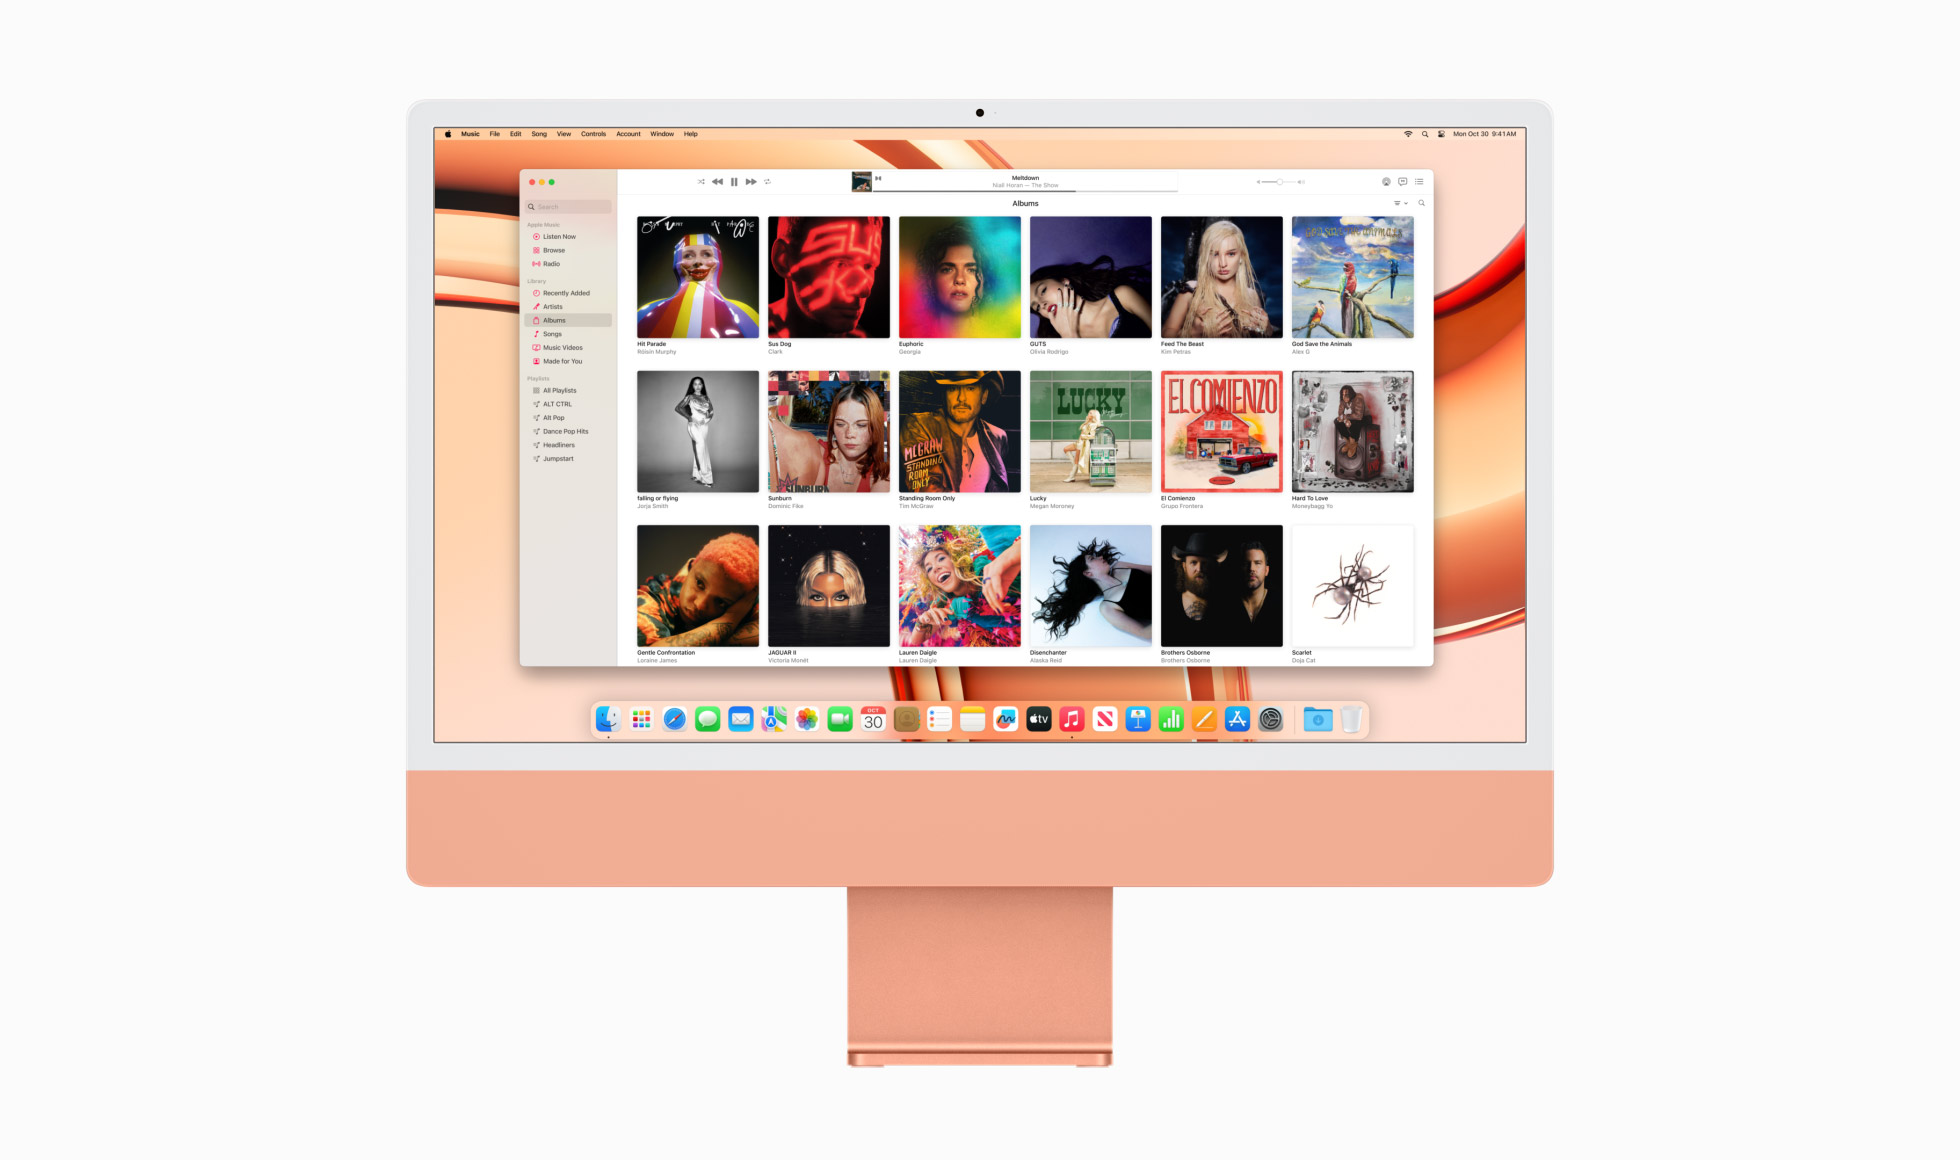 Music File Edit Song View Controls Account Window Help
Mon Oct 30 9:41 AM
Meltdown
Niall Horan — The Show
Search
Albums
Apple Music
Listen Now
Browse
Radio
Library
Recently Added
Artists
Albums
Songs
Music Videos
Made for You
Playlists
All Playlists
ALT CTRL
Alt Pop
Dance Pop Hits
Headliners
Jumpstart
Hit Parade
Róisín Murphy
Sus Dog
Clark
Euphoric
Georgia
GUTS
Olivia Rodrigo
Feed The Beast
Kim Petras
GOD SAVE THE ANIMALS
God Save the Animals
Alex G
falling or flying
Jorja Smith
SUNBURN
Sunburn
Dominic Fike
MCGRAW
STANDING
ROOM
ONLY
Standing Room Only
Tim McGraw
LUCKY
Lucky
Megan Moroney
EL COMIENZO
El Comienzo
Grupo Frontera
Hard To Love
Moneybagg Yo
Gentle Confrontation
Loraine James
JAGUAR II
Victoria Monét
Lauren Daigle
Lauren Daigle
Disenchanter
Alaska Reid
Brothers Osborne
Brothers Osborne
Scarlet
Doja Cat
OCT
30
tv